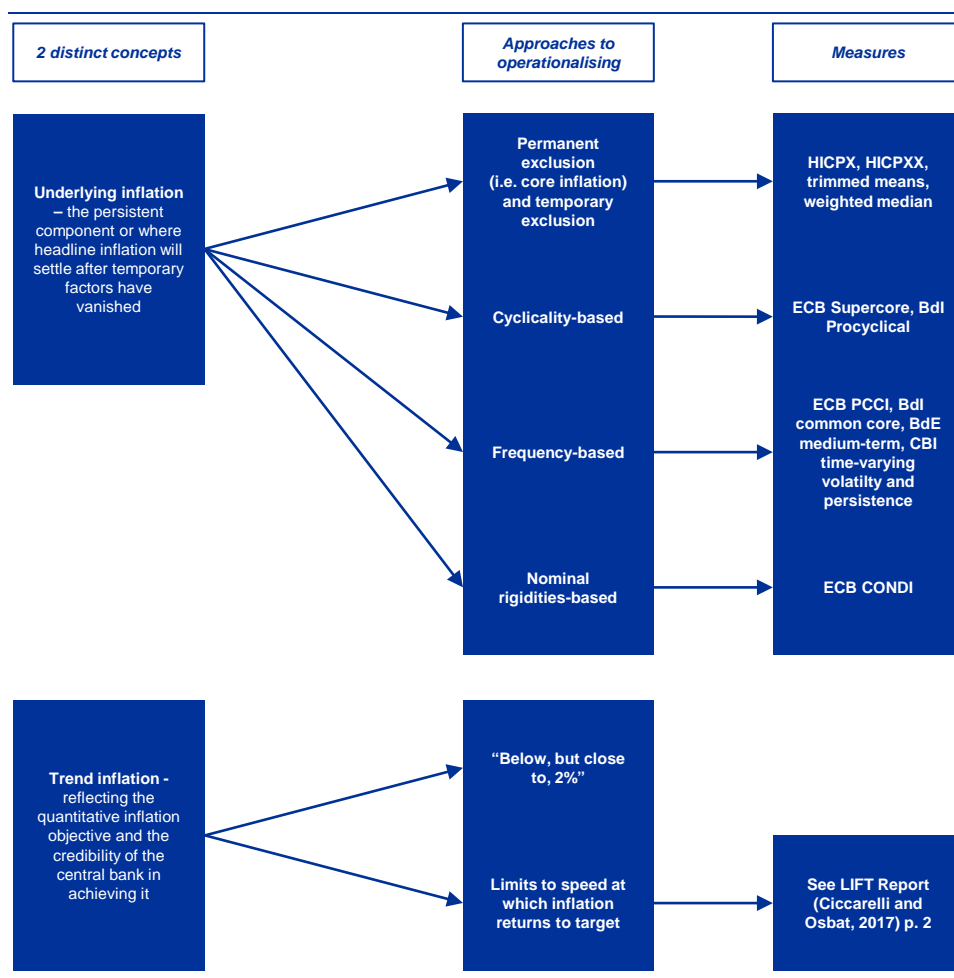 2 distinct concepts
Approaches to
operationalising
Measures
Underlying inflation
– the persistent
component or where
headline inflation will
settle after temporary
factors have
vanished
Permanent
exclusion
(i.e. core inflation)
and temporary
exclusion
HICPX, HICPXX,
trimmed means,
weighted median
Cyclicality-based
ECB Supercore, BdI
Procyclical
Frequency-based
ECB PCCI, BdI
common core, BdE
medium-term, CBI
time-varying
volatilty and
persistence
Nominal
rigidities-based
ECB CONDI
Trend inflation -
reflecting the
quantitative inflation
objective and the
credibility of the
central bank in
achieving it
“Below, but close
to, 2%”
Limits to speed at
which inflation
returns to target
See LIFT Report
(Ciccarelli and
Osbat, 2017) p. 2